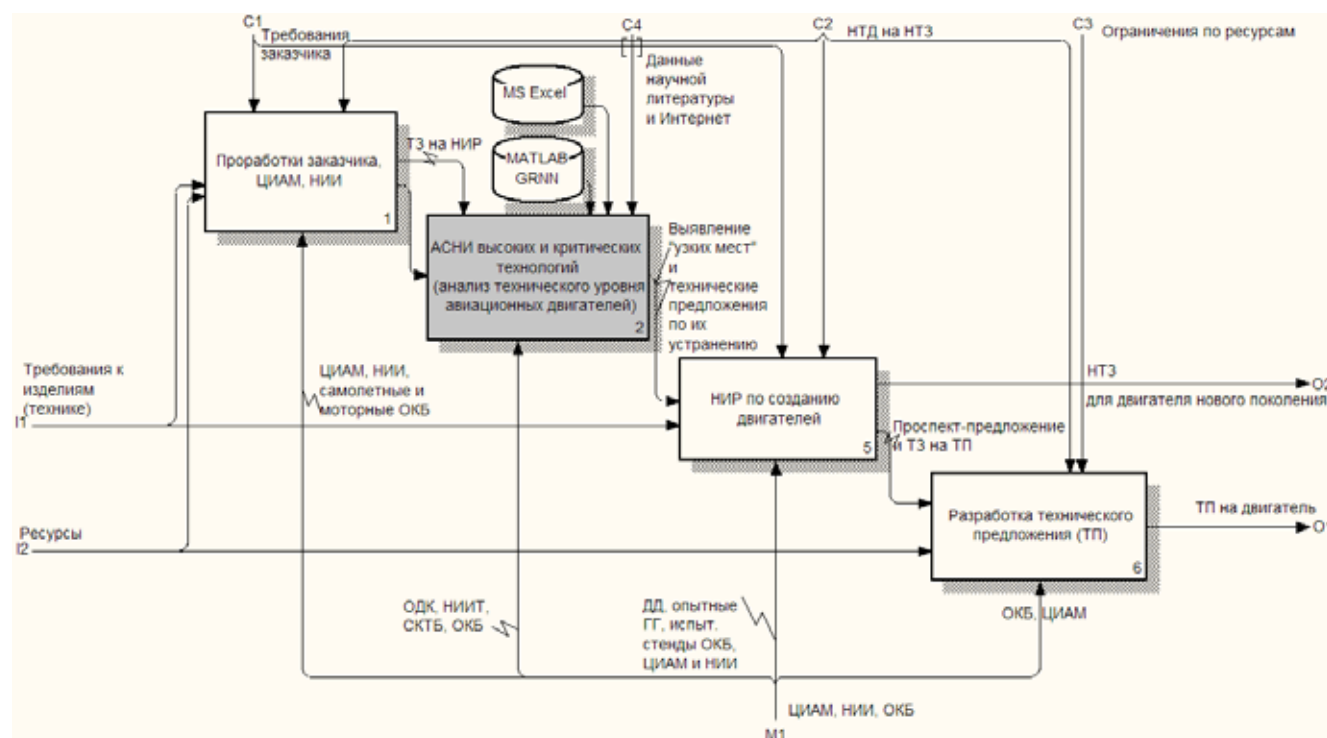 C1
Требования
заказчика
C4
C2
НТД на НТЗ
C3
Ограничения по ресурсам
Данные
научной
литературы
и Интернет
MS Excel
MATLAB
GRNN
Проработки заказчика,
ЦИАМ, НИИ
1
ТЗ на НИР
АСНИ высоких и критических
технологий
(анализ технического уровня
авиационных двигателей)
2
Выявление
"узких мест"
и
технические
предложения
по их
устранению
Требования к
изделиям
(технике)
I1
ЦИАМ, НИИ,
самолетные и
моторные ОКБ
НИР по созданию
двигателей
5
НТЗ
O2
для двигателя нового поколения
Проспект-предложение
и ТЗ на ТП
Ресурсы
I2
Разработка технического
предложения (ТП)
6
ТП на двигатель
O1
ОДК, НИИТ,
СКТБ, ОКБ
ДД, опытные
ГГ, испыт.
стенды ОКБ,
ЦИАМ и НИИ
ОКБ, ЦИАМ
ЦИАМ, НИИ, ОКБ
M1